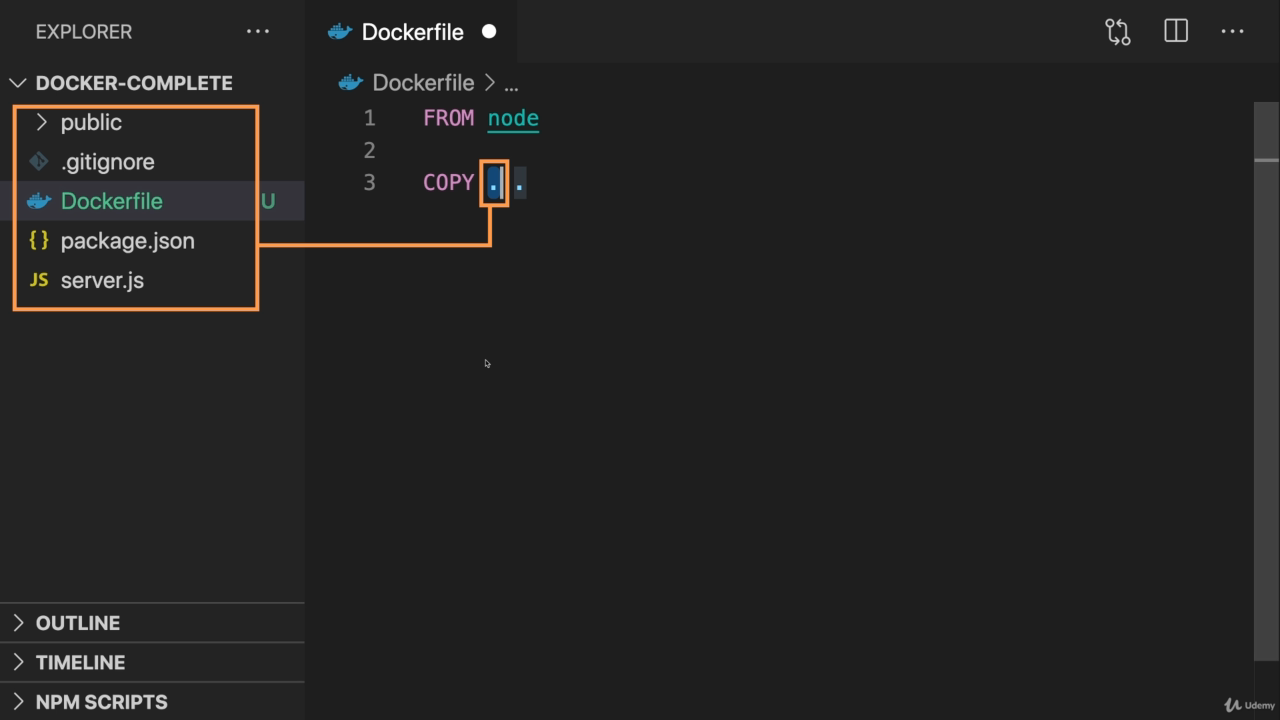 EXPLORER
DOCKER-COMPLETE
public
.gitignore
Dockerfile U
{} package.json
JS server.js
OUTLINE
TIMELINE
NPM SCRIPTS
Dockerfile
Dockerfile > ...
1 FROM node
2
3 COPY . .
Udemy